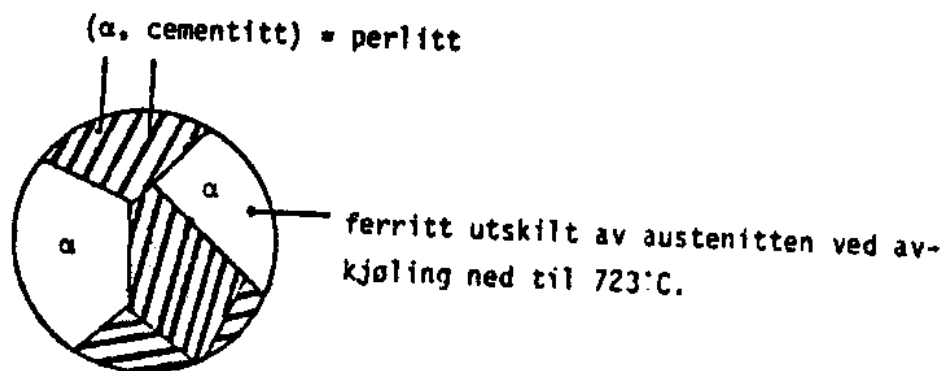 (α, cementitt) = perlitt
α
α
ferritt utskilt av austenitten ved av-
kjøling ned til 723°C.